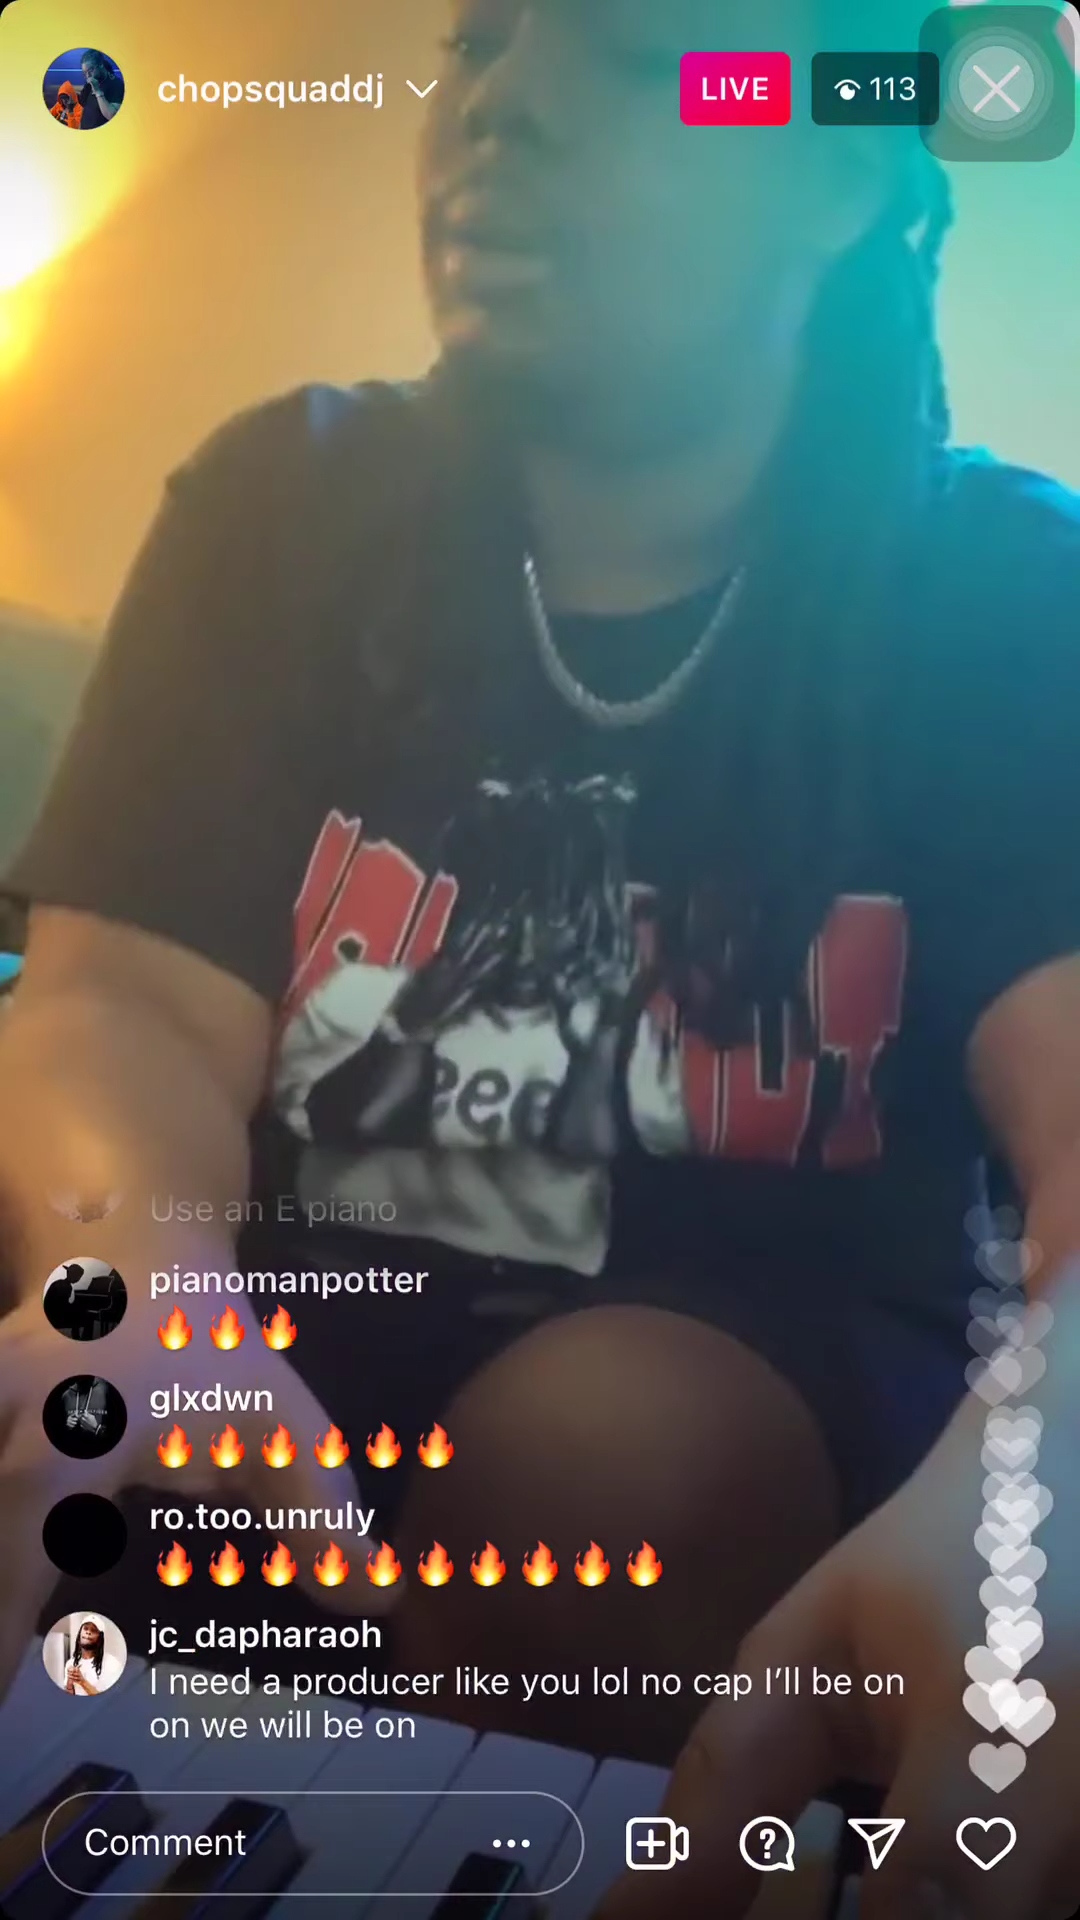 chopsquaddj
LIVE
113
Use an E piano
pianomanpotter
🔥🔥🔥
glxdwn
🔥🔥🔥🔥🔥🔥
ro.too.unruly
🔥🔥🔥🔥🔥🔥🔥🔥🔥🔥
jc_dapharaoh
I need a producer like you lol no cap I’ll be on
on we will be on
Comment